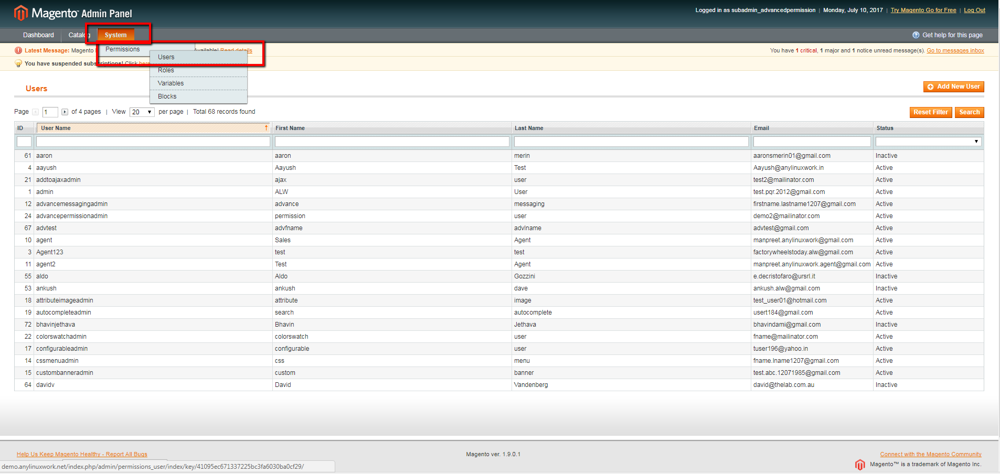 Magento™ Admin Panel
Logged in as subadmin_advancedpermission | Monday, July 10, 2017 | Try Magento Go for Free | Log Out
Dashboard Catalog System Get help for this page
Permissions
Users
Roles
Variables
Blocks
Latest Message: Magento Available! Read details You have 1 critical, 1 major and 1 notice unread message(s). Go to messages inbox
You have suspended subscriptions! Click here
Users Add New User
Page 1 of 4 pages | View 20 per page | Total 68 records found Reset Filter Search
ID User Name First Name Last Name Email Status
61 aaron aaron merin aaronsmerin01@gmail.com Inactive
4 aayush Aayush Test Aayush@anylinuxwork.in Active
21 addtoajaxadmin ajax user test2@mailinator.com Active
1 admin ALW User test.pqr.2012@gmail.com Active
12 advancemessagingadmin advance messaging firstname.lastname1207@gmail.com Active
24 advancepermissionadmin permission user demo2@mailinator.com Active
67 advtest advfname advlname advtest@gmail.com Active
10 agent Sales Agent manpreet.anylinuxwork@gmail.com Active
3 Agent123 test test factorywheelstoday.alw@gmail.com Active
11 agent2 Test Agent manpreet.anylinuxwork.agent@gmail.com Active
55 aldo Aldo Gozzini e.decristofaro@ursrl.it Inactive
53 ankush ankush dave ankush.alw@gmail.com Inactive
18 attributeimageadmin attribute image test_user01@hotmail.com Active
19 autocompleteadmin search autocomplete usert184@gmail.com Active
72 bhavinjethava Bhavin Jethava bhavindami@gmail.com Inactive
22 colorswatchadmin colorswatch user fname@mailinator.com Active
17 configurableadmin configurable user tuser196@yahoo.in Active
14 cssmenuadmin css menu fname.lname1207@gmail.com Active
15 custombanneradmin custom banner test.abc.12071985@gmail.com Active
64 davidv David Vandenberg david@thelab.com.au Inactive
Help Us Keep Magento Healthy - Report All Bugs Magento ver. 1.9.0.1 Connect with the Magento Community
Magento™ is a trademark of Magento Inc.
demo.anylinuxwork.net/index.php/admin/permissions_user/index/key/41095ec671337225bc3fa6030ba0cf29/